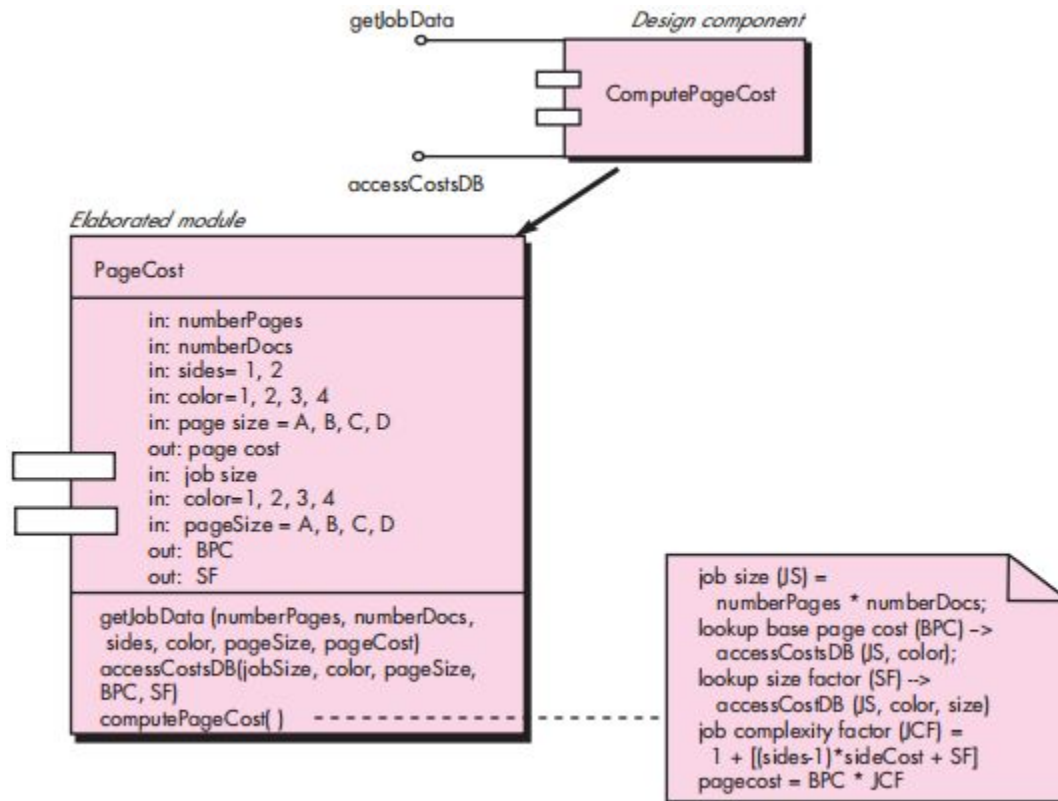 getJobData
Design component
ComputePageCost
accessCostsDB
Elaborated module
PageCost
in: numberPages
in: numberDocs
in: sides= 1, 2
in: color=1, 2, 3, 4
in: page size = A, B, C, D
out: page cost
in: job size
in: color=1, 2, 3, 4
in: pageSize = A, B, C, D
out: BPC
out: SF
getJobData (numberPages, numberDocs,
sides, color, pageSize, pageCost)
accessCostsDB(jobSize, color, pageSize,
BPC, SF)
computePageCost( )
job size (JS) =
numberPages * numberDocs;
lookup base page cost (BPC) -->
accessCostsDB (JS, color);
lookup size factor (SF) -->
accessCostDB (JS, color, size)
job complexity factor (JCF) =
1 + [(sides-1)*sideCost + SF]
pagecost = BPC * JCF